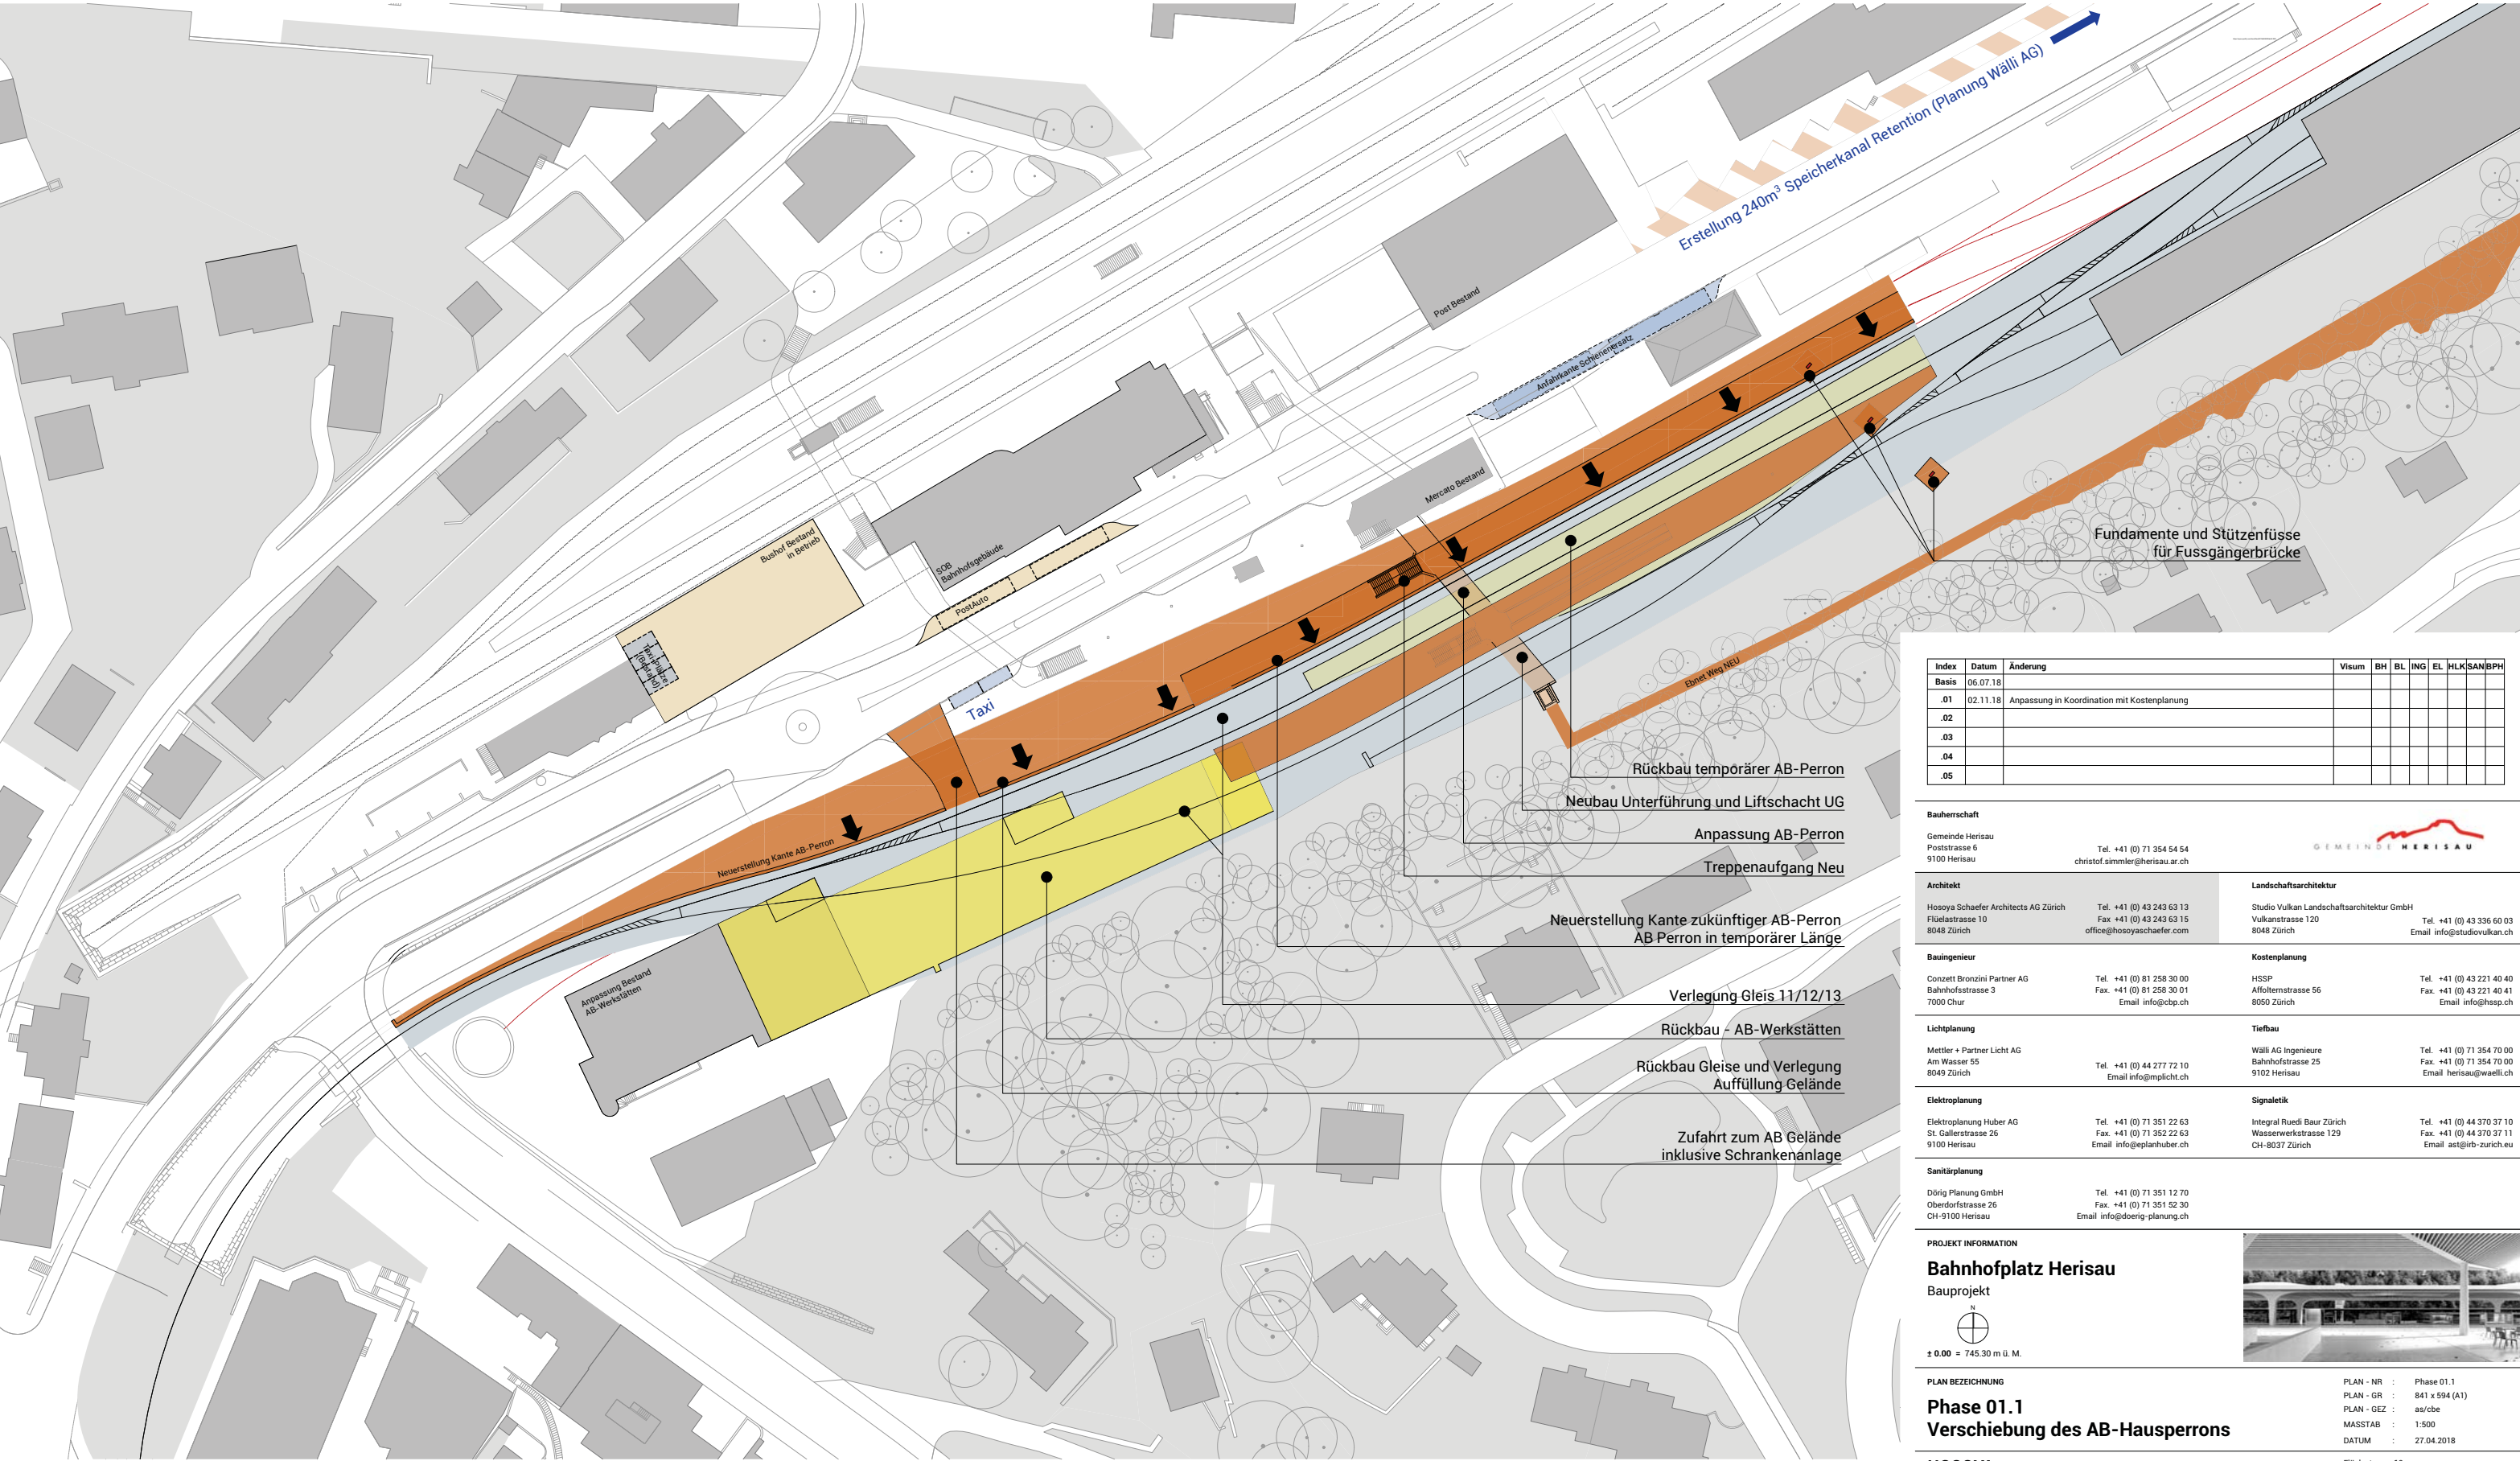 Erstellung 240m³ Speicherkanal Retention (Planung Wälli AG)
Post Bestand
Anfahrkante Schienenersatz
Mercato Bestand
Bushof Bestand
in Betrieb
SOB
Bahnhofsgebäude
PostAuto
Taxi-Plätze
(Bestand)
Taxi
Ebnet Weg NEU
Neuerstellung Kante AB-Perron
Anpassung Bestand
AB-Werkstätten
Fundamente und Stützenfüsse
für Fussgängerbrücke
Rückbau temporärer AB-Perron
Neubau Unterführung und Liftschacht UG
Anpassung AB-Perron
Treppenaufgang Neu
Neuerstellung Kante zukünftiger AB-Perron
AB Perron in temporärer Länge
Verlegung Gleis 11/12/13
Rückbau - AB-Werkstätten
Rückbau Gleise und Verlegung
Auffüllung Gelände
Zufahrt zum AB Gelände
inklusive Schrankenanlage
Index Datum Änderung Visum BH BL ING EL HLK SAN BPH
Basis 06.07.18
.01 02.11.18 Anpassung in Koordination mit Kostenplanung
.02
.03
.04
.05
Bauherrschaft
Gemeinde Herisau
Poststrasse 6 Tel. +41 (0) 71 354 54 54
9100 Herisau christof.simmler@herisau.ar.ch
GEMEINDE HERISAU
Architekt
Hosoya Schaefer Architects AG Zürich Tel. +41 (0) 43 243 63 13
Flüelastrasse 10 Fax +41 (0) 43 243 63 15
8048 Zürich office@hosoyaschaefer.com
Landschaftsarchitektur
Studio Vulkan Landschaftsarchitektur GmbH
Vulkanstrasse 120 Tel. +41 (0) 43 336 60 03
8048 Zürich Email info@studiovulkan.ch
Bauingenieur
Conzett Bronzini Partner AG Tel. +41 (0) 81 258 30 00
Bahnhofsstrasse 3 Fax. +41 (0) 81 258 30 01
7000 Chur Email info@cbp.ch
Kostenplanung
HSSP Tel. +41 (0) 43 221 40 40
Affolternstrasse 56 Fax. +41 (0) 43 221 40 41
8050 Zürich Email info@hssp.ch
Lichtplanung
Mettler + Partner Licht AG
Am Wasser 55 Tel. +41 (0) 44 277 72 10
8049 Zürich Email info@mplicht.ch
Tiefbau
Wälli AG Ingenieure Tel. +41 (0) 71 354 70 00
Bahnhofstrasse 25 Fax. +41 (0) 71 354 70 00
9102 Herisau Email herisau@waelli.ch
Elektroplanung
Elektroplanung Huber AG Tel. +41 (0) 71 351 22 63
St. Gallerstrasse 26 Fax. +41 (0) 71 352 22 63
9100 Herisau Email info@eplanhuber.ch
Signaletik
Integral Ruedi Baur Zürich Tel. +41 (0) 44 370 37 10
Wasserwerkstrasse 129 Fax. +41 (0) 44 370 37 11
CH-8037 Zürich Email ast@irb-zurich.eu
Sanitärplanung
Dörig Planung GmbH Tel. +41 (0) 71 351 12 70
Oberdorfstrasse 26 Fax. +41 (0) 71 351 52 30
CH-9100 Herisau Email info@doerig-planung.ch
PROJEKT INFORMATION
Bahnhofplatz Herisau
Bauprojekt
N
± 0.00 = 745.30 m ü. M.
PLAN BEZEICHNUNG
Phase 01.1
Verschiebung des AB-Hausperrons
PLAN - NR : Phase 01.1
PLAN - GR : 841 x 594 (A1)
PLAN - GEZ : as/cbe
MASSTAB : 1:500
DATUM : 27.04.2018